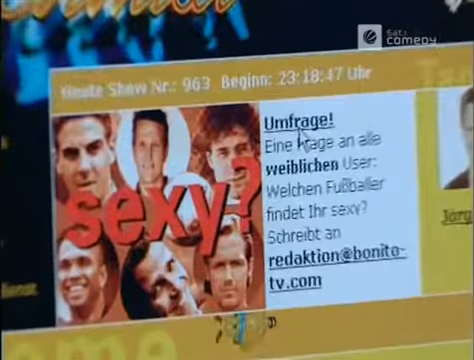 Sat.1
comedy
Heute Show Nr.: 963 Beginn: 23:18:47 Uhr
sexy?
Umfrage!
Eine Frage an alle
weiblichen User:
Welchen Fußballer
findet Ihr sexy?
Schreibt an
redaktion@bonito-
tv.com